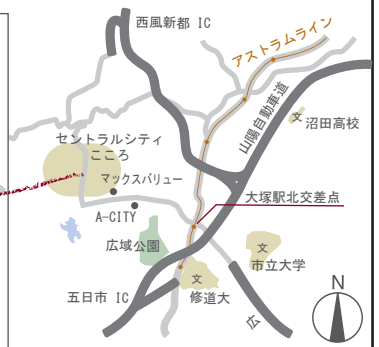 西風新都 IC
アストラムライン
山陽自動車道
文 沼田高校
セントラルシティ
こころ
マックスバリュー
A-CITY
大塚駅北交差点
広域公園
文
市立大学
文
修道大
五日市 IC
広
N